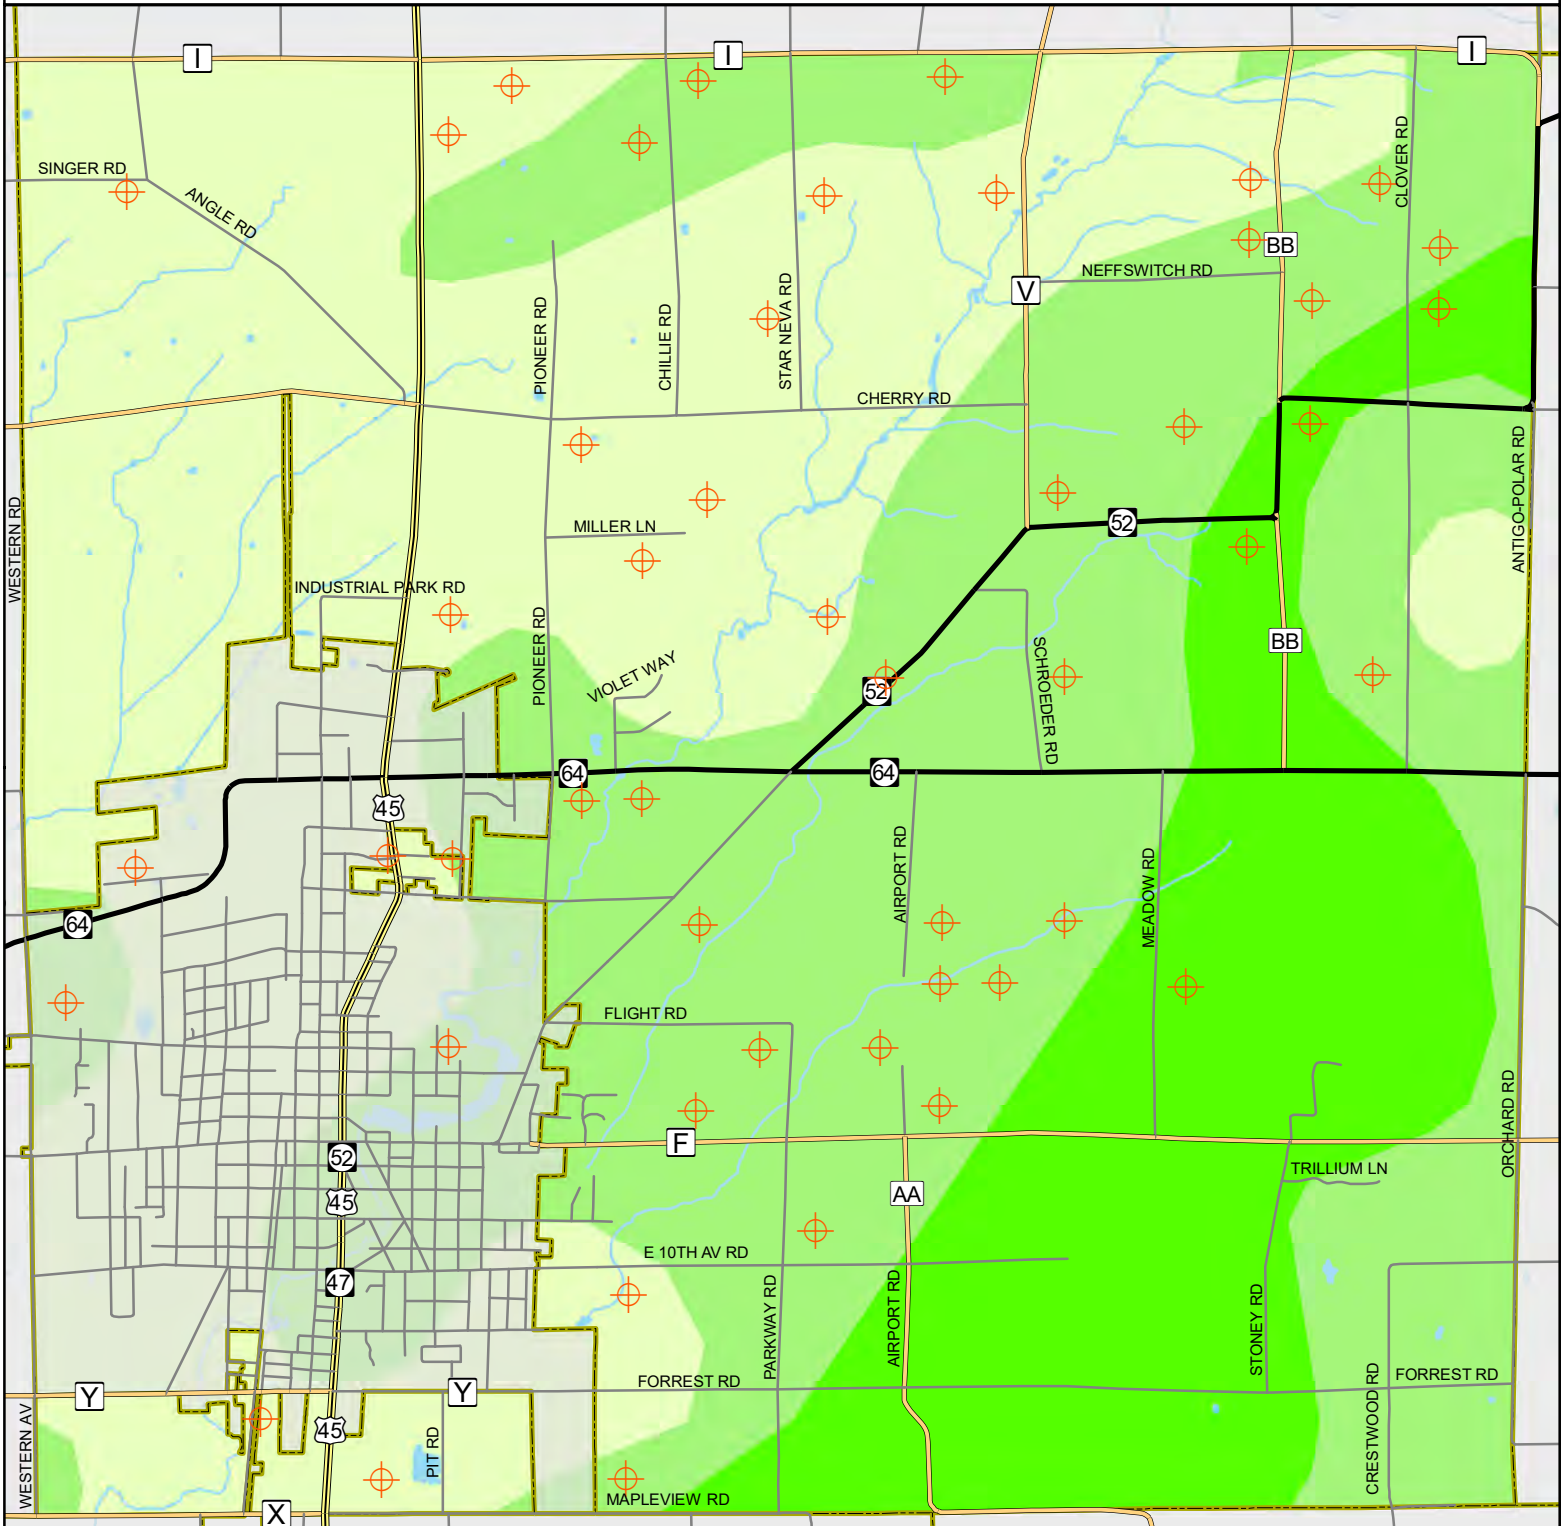 I
I
I
SINGER RD
ANGLE RD
CLOVER RD
BB
NEFFSWITCH RD
V
PIONEER RD
CHILLIE RD
STAR NEVA RD
CHERRY RD
WESTERN RD
ANTIGO-POLAR RD
MILLER LN
52
INDUSTRIAL PARK RD
PIONEER RD
VIOLET WAY
BB
52
SCHROEDER RD
64
64
45
AIRPORT RD
MEADOW RD
64
FLIGHT RD
ORCHARD RD
F
52
TRILLIUM LN
45
AA
E 10TH AV RD
47
PARKWAY RD
AIRPORT RD
STONEY RD
Y
Y
FORREST RD
FORREST RD
CRESTWOOD RD
WESTERN AV
45
PIT RD
MAPLEVIEW RD
X